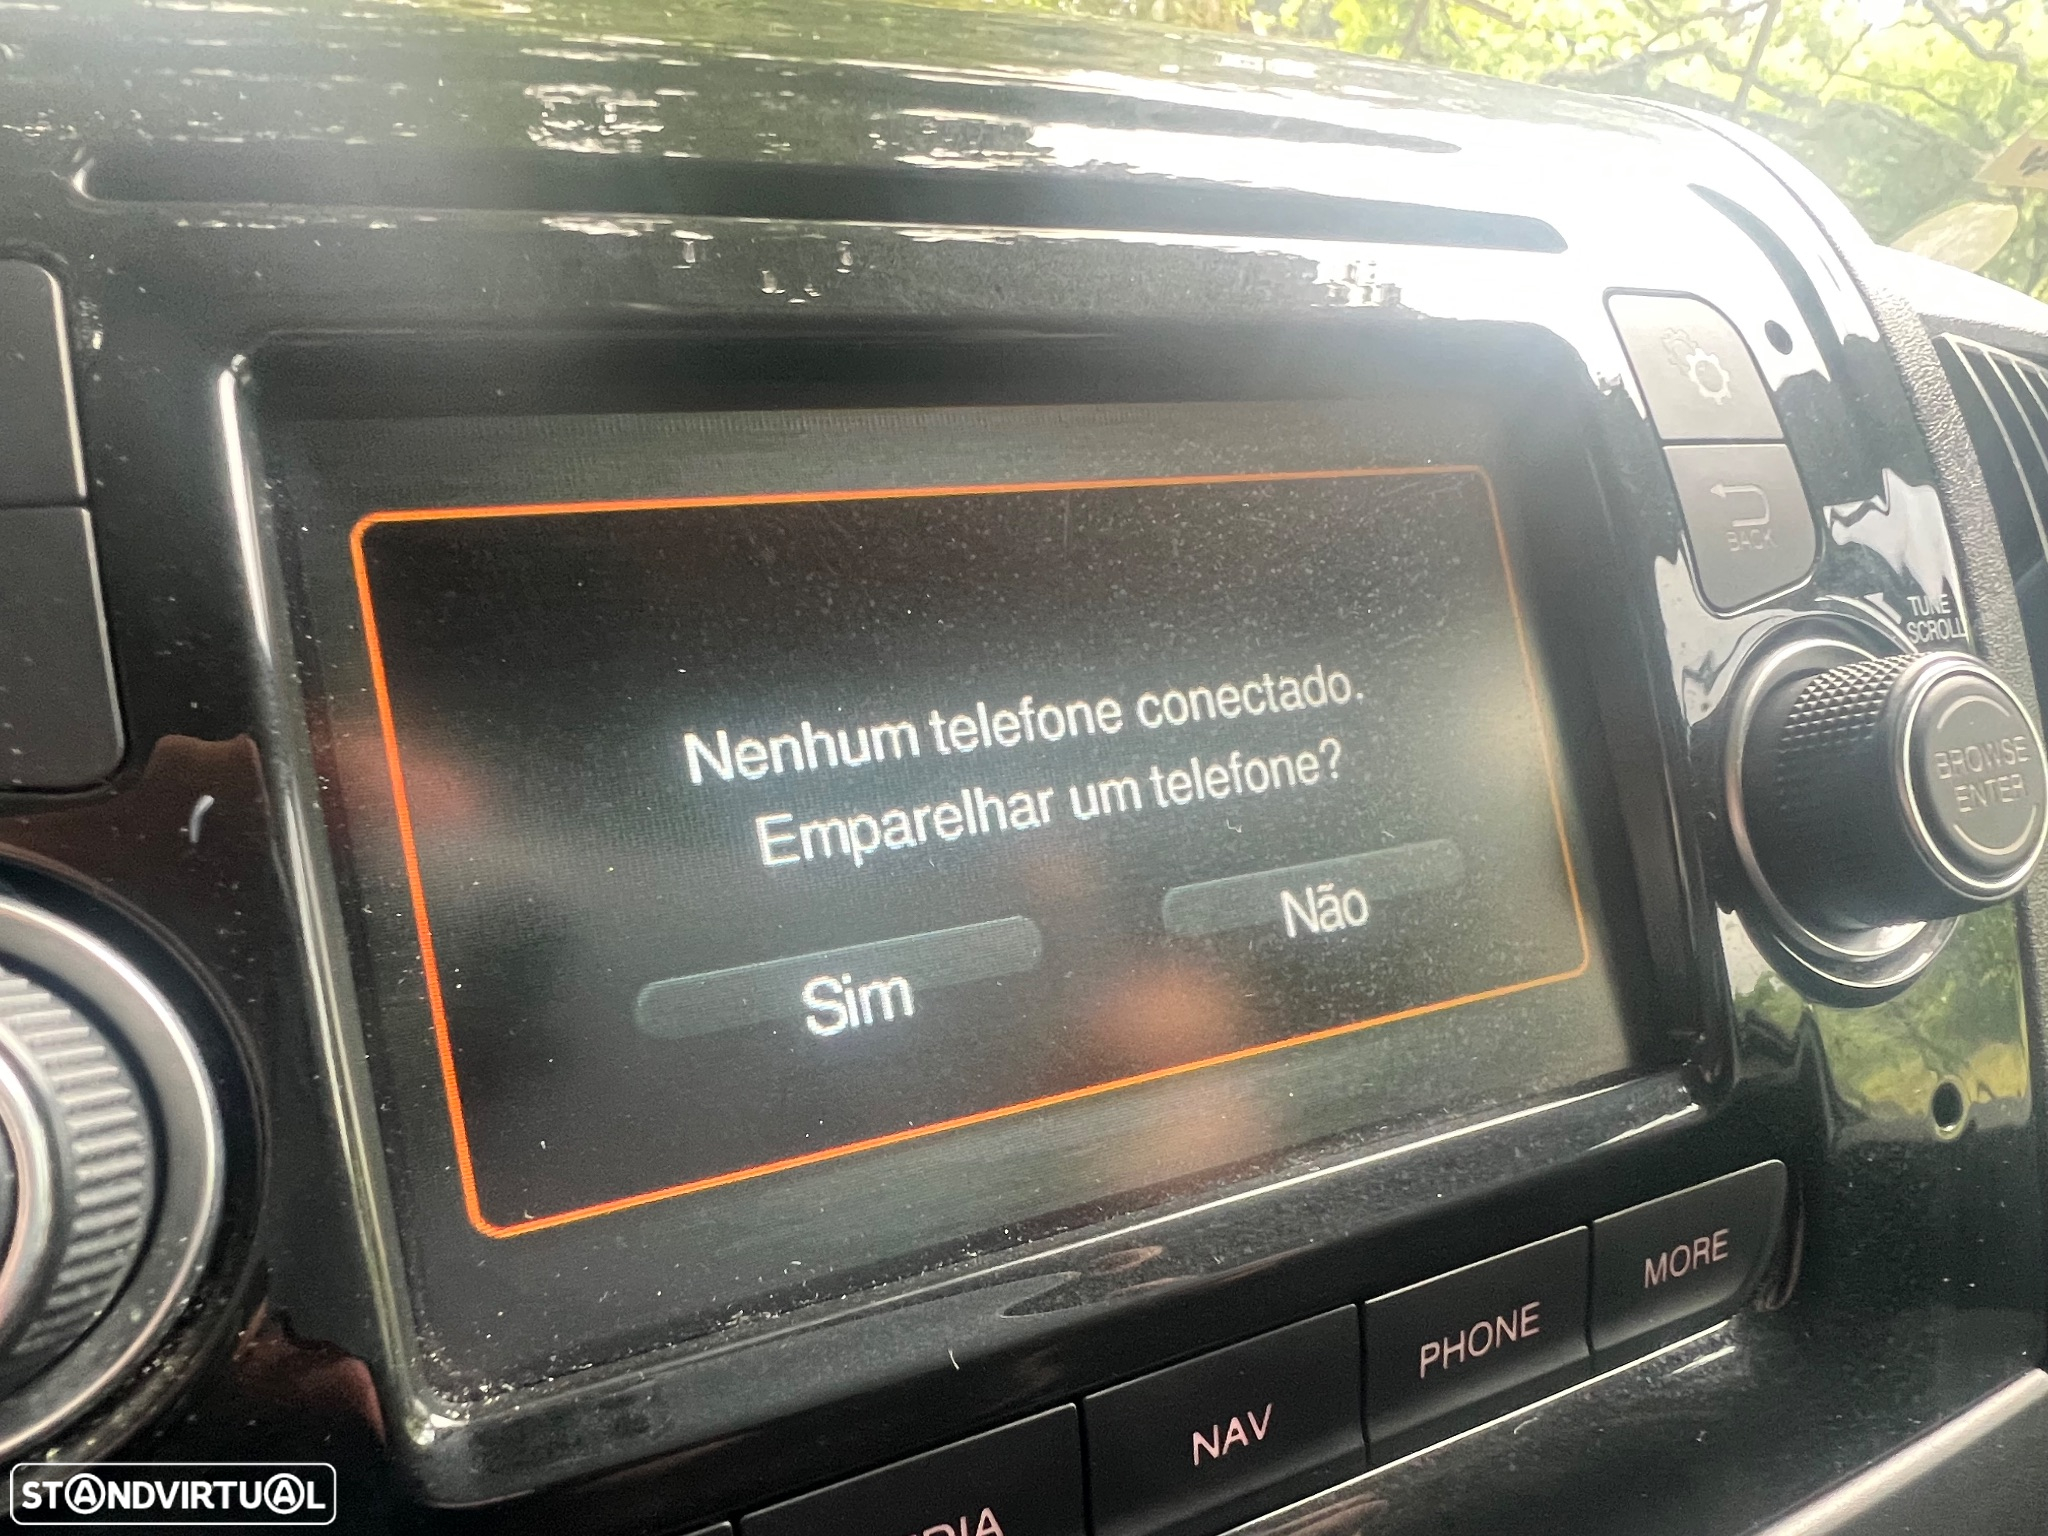 BACK
TUNE
SCROLL
Nenhum telefone conectado.
Emparelhar um telefone?
BROWSE
ENTER
Sim
Não
MORE
PHONE
NAV
STANDVIRTUAL